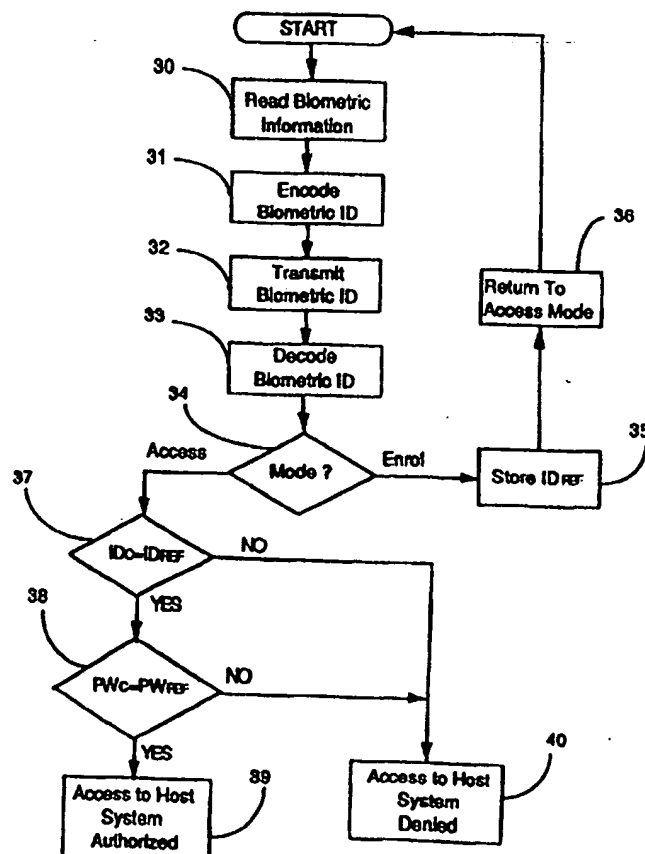 START
30
Read Biometric
Information
31
Encode
Biometric ID
32
Transmit
Biometric ID
33
Decode
Biometric ID
36
Return To
Access Mode
34
Access
Mode ?
Enrol
35
Store IDREF
37
IDC=IDREF
NO
YES
38
PWC=PWREF
NO
YES
40
Access to Host
System
Denied
39
Access to Host
System
Authorized